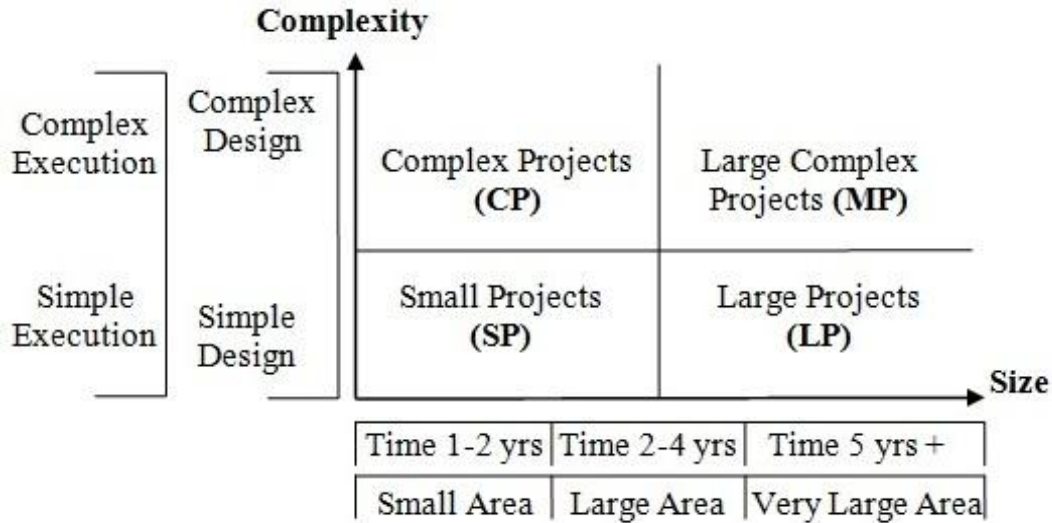 Complexity
Complex
Execution
Complex
Design
Complex Projects
(CP)
Large Complex
Projects (MP)
Simple
Execution
Simple
Design
Small Projects
(SP)
Large Projects
(LP)
Size
Time 1-2 yrs
Time 2-4 yrs
Time 5 yrs +
Small Area
Large Area
Very Large Area